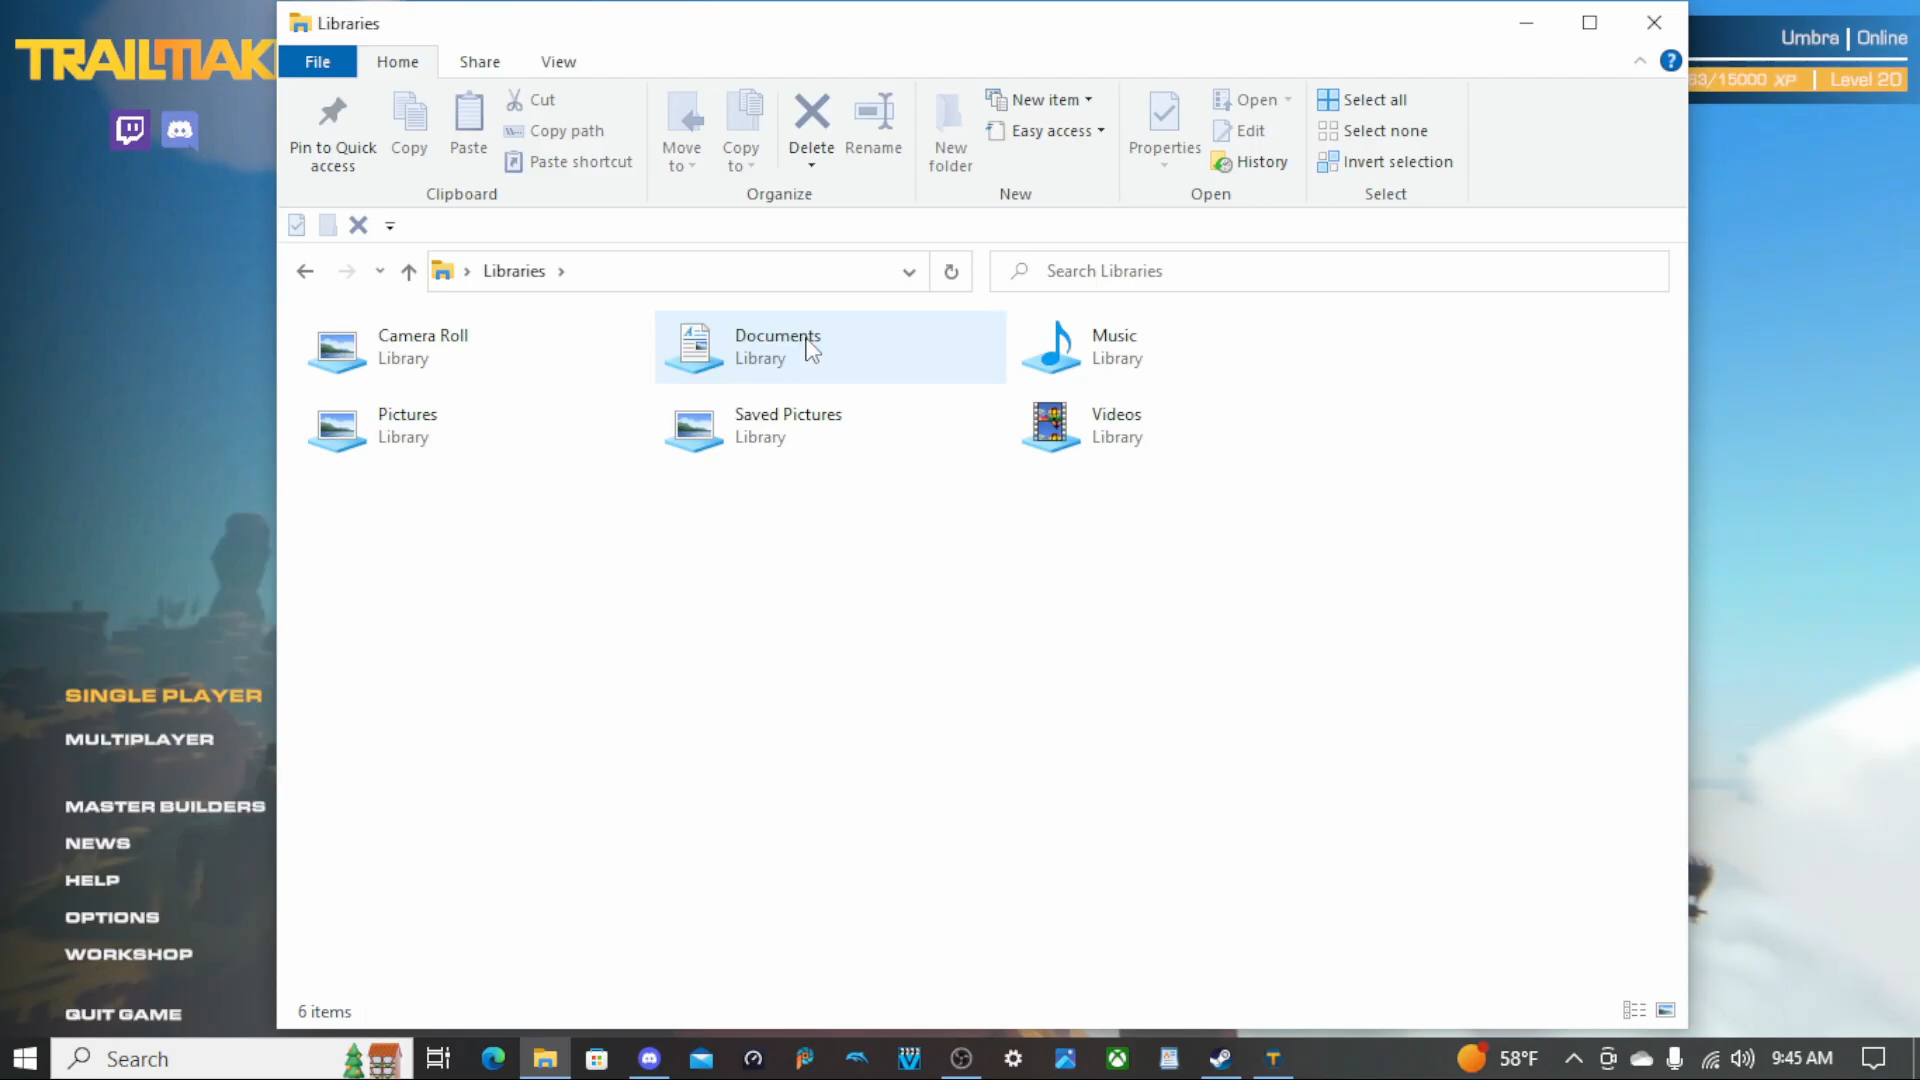 Libraries
TRAILMAK
Umbra | Online
File
Home
Share
View
63/15000 XP | Level 20
Pin to Quick access
Copy
Paste
Cut
Copy path
Paste shortcut
Clipboard
Move to
Copy to
Delete
Rename
Organize
New folder
New item
Easy access
New
Properties
Open
Edit
History
Open
Select all
Select none
Invert selection
Select
Libraries
Search Libraries
Camera Roll
Library
Documents
Library
Music
Library
Pictures
Library
Saved Pictures
Library
Videos
Library
SINGLE PLAYER
MULTIPLAYER
MASTER BUILDERS
NEWS
HELP
OPTIONS
WORKSHOP
QUIT GAME
6 items
Search
58°F
9:45 AM